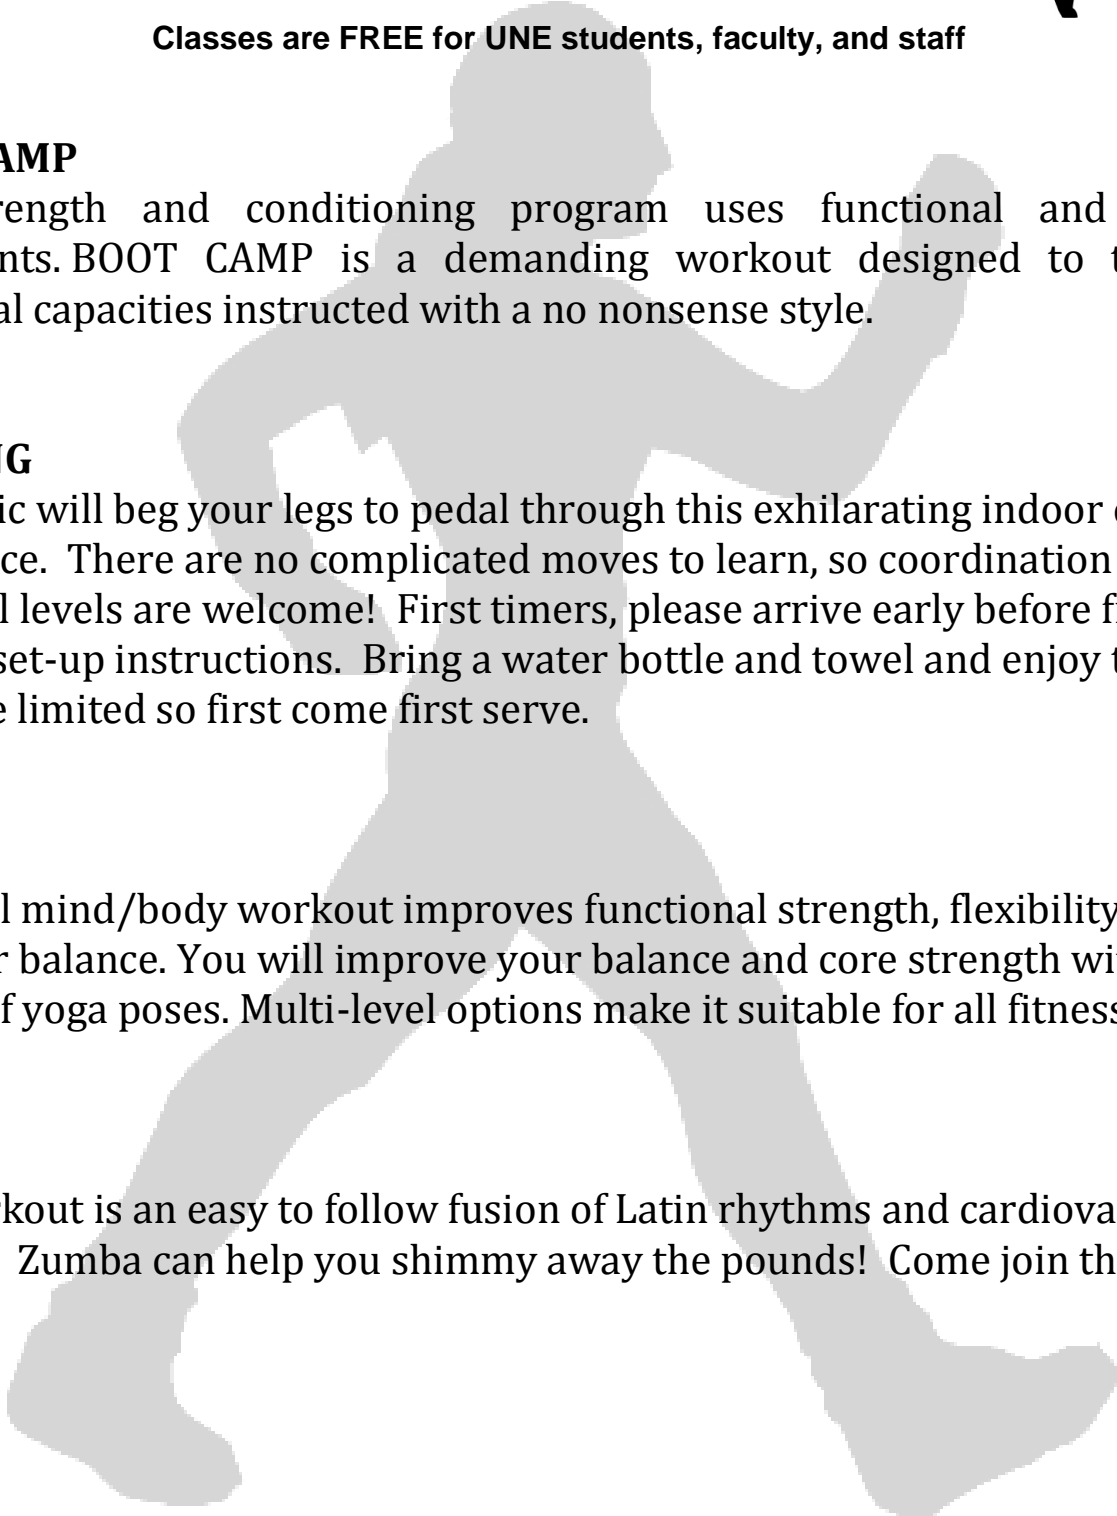 Classes are FREE for UNE students, faculty, and staff
AMP
rength and conditioning program uses functional and
nts. BOOT CAMP is a demanding workout designed to t
al capacities instructed with a no nonsense style.
NG
ic will beg your legs to pedal through this exhilarating indoor
ce. There are no complicated moves to learn, so coordination
l levels are welcome! First timers, please arrive early before fi
set-up instructions. Bring a water bottle and towel and enjoy t
e limited so first come first serve.
l mind/body workout improves functional strength, flexibility
r balance. You will improve your balance and core strength wi
f yoga poses. Multi-level options make it suitable for all fitness
kout is an easy to follow fusion of Latin rhythms and cardiova
Zumba can help you shimmy away the pounds! Come join th